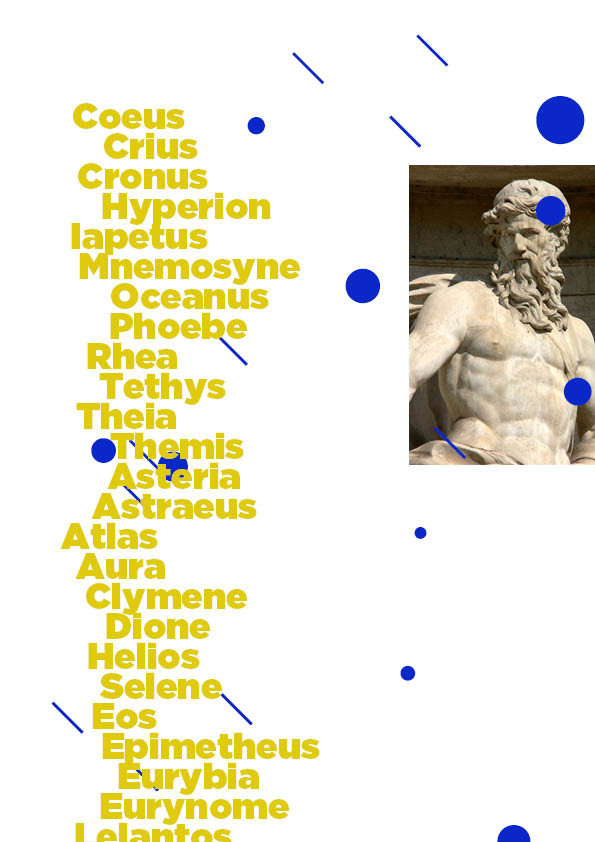 Coeus
Crius
Cronus
Hyperion
Iapetus
Mnemosyne
Oceanus
Phoebe
Rhea
Tethys
Theia
Themis
Asteria
Astraeus
Atlas
Aura
Clymene
Dione
Helios
Selene
Eos
Epimetheus
Eurybia
Eurynome
Lelantos